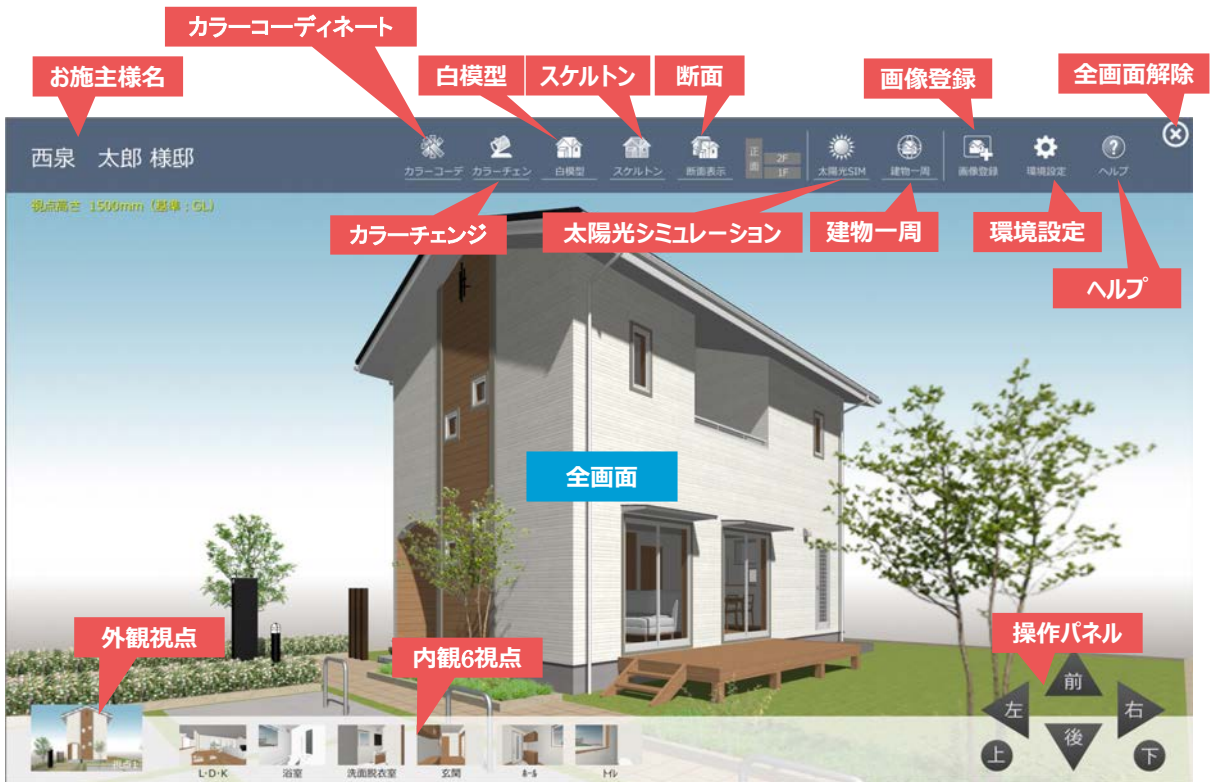 カラーコーディネート
お施主様名
白模型
スケルトン
断面
画像登録
全画面解除
西泉 太郎 様邸
カラーコーデ
カラーチェン
白模型
スケルトン
断面表示
正面
2F
1F
太陽光SIM
建物一周
画像登録
環境設定
ヘルプ
視点高さ 1500mm (基準:GL)
カラーチェンジ
太陽光シミュレーション
建物一周
環境設定
ヘルプ
全画面
外観視点
内観6視点
操作パネル
前
左
右
後
上
下
視点1
L・D・K
浴室
洗面脱衣室
玄関
ホール
トイレ